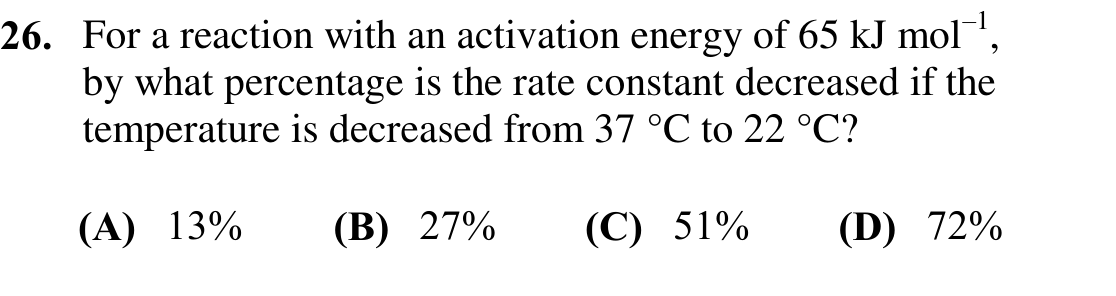 26. For a reaction with an activation energy of 65 kJ mol⁻¹,
by what percentage is the rate constant decreased if the
temperature is decreased from 37 °C to 22 °C?
(A) 13% (B) 27% (C) 51% (D) 72%